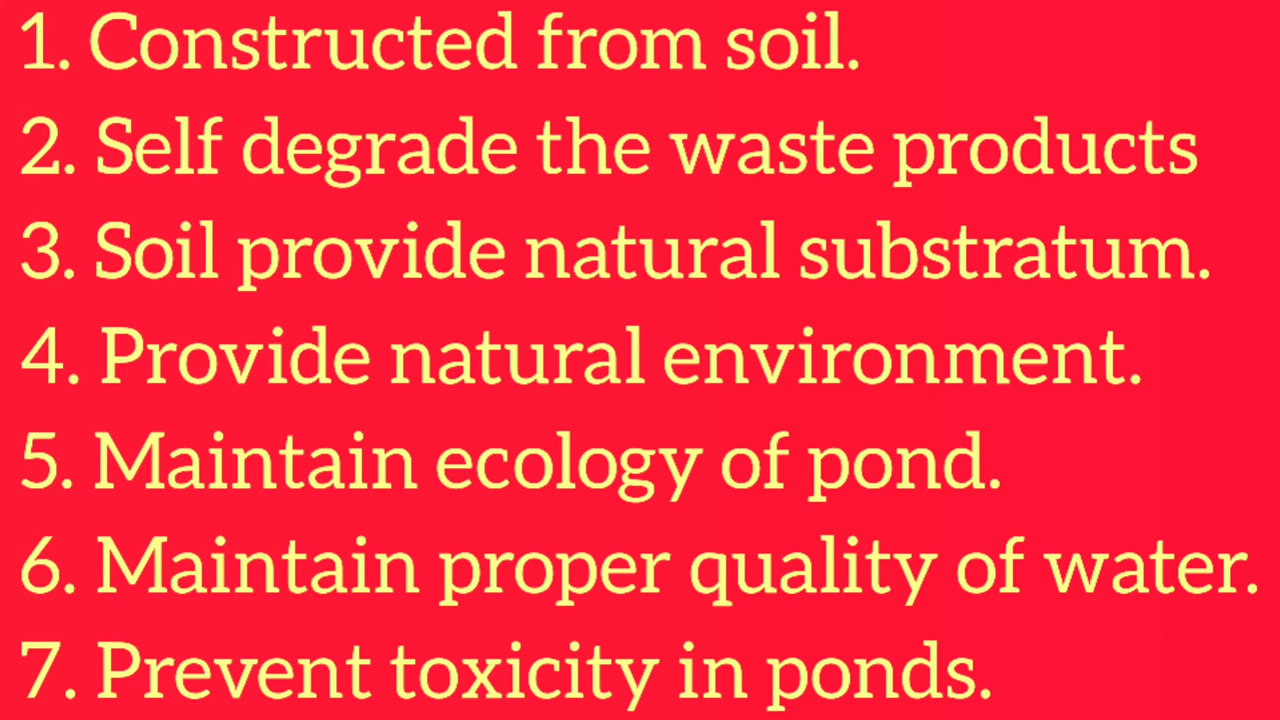 1. Constructed from soil.
2. Self degrade the waste products
3. Soil provide natural substratum.
4. Provide natural environment.
5. Maintain ecology of pond.
6. Maintain proper quality of water.
7. Prevent toxicity in ponds.